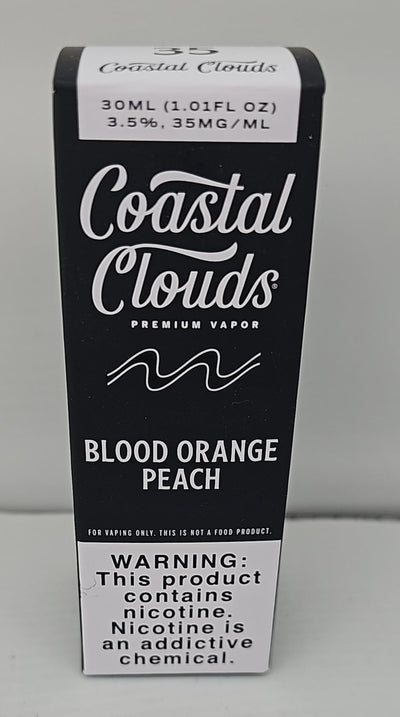 35
Coastal Clouds
30ML (1.01FL OZ)
3.5%, 35MG/ML
Coastal
Clouds®
PREMIUM VAPOR
BLOOD ORANGE
PEACH
FOR VAPING ONLY. THIS IS NOT A FOOD PRODUCT.
WARNING:
This product
contains
nicotine.
Nicotine is
an addictive
chemical.